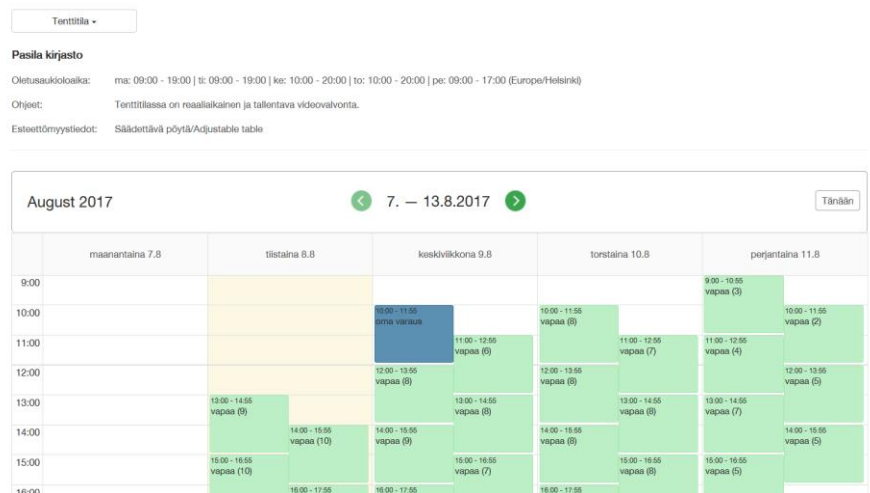 Tenttitila
Pasila kirjasto
Oletusaukioloaika: ma: 09:00 - 19:00 | ti: 09:00 - 19:00 | ke: 10:00 - 20:00 | to: 10:00 - 20:00 | pe: 09:00 - 17:00 (Europe/Helsinki)
Ohjeet: Tenttitilassa on reaaliaikainen ja tallentava videovalvonta.
Esteettömyystiedot: Säädettävä pöytä/Adjustable table
August 2017 7. — 13.8.2017 Tänään
maanantaina 7.8 tiistaina 8.8 keskiviikkona 9.8 torstaina 10.8 perjantaina 11.8
9:00 9:00 - 10:55
vapaa (3)
10:00 10:00 - 11:55 10:00 - 11:55 10:00 - 11:55
oma varaus vapaa (8) vapaa (2)
11:00 11:00 - 12:55 11:00 - 12:55 11:00 - 12:55
vapaa (6) vapaa (7) vapaa (4)
12:00 12:00 - 13:55 12:00 - 13:55 12:00 - 13:55
vapaa (8) vapaa (8) vapaa (5)
13:00 13:00 - 14:55 13:00 - 14:55 13:00 - 14:55 13:00 - 14:55
vapaa (9) vapaa (8) vapaa (8) vapaa (7)
14:00 14:00 - 15:55 14:00 - 15:55 14:00 - 15:55 14:00 - 15:55
vapaa (10) vapaa (9) vapaa (8) vapaa (5)
15:00 15:00 - 16:55 15:00 - 16:55 15:00 - 16:55 15:00 - 16:55
vapaa (10) vapaa (7) vapaa (8) vapaa (5)
16:00 16:00 - 17:55 16:00 - 17:55 16:00 - 17:55